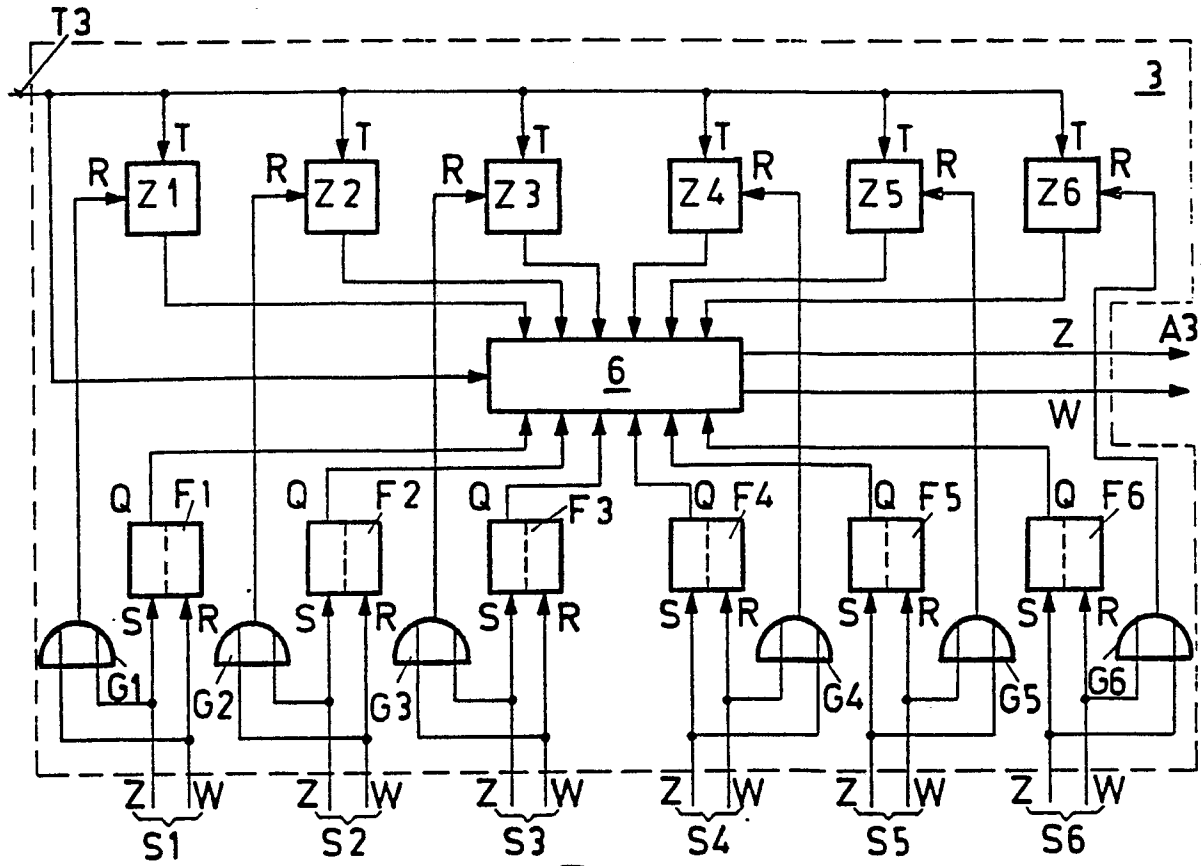 T3
3
T T T T T T
R R R R R R
Z1 Z2 Z3 Z4 Z5 Z6
Z A3
6
W
Q F1 Q F2 Q F3 Q F4 Q F5 Q F6
S R S R S R S R S R S R
G1 G2 G3 G4 G5 G6
Z W Z W Z W Z W Z W Z W
S1 S2 S3 S4 S5 S6